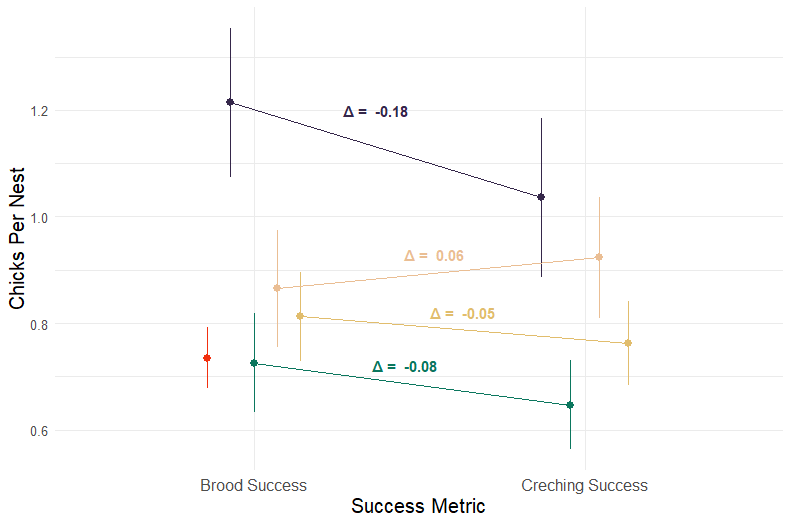 Δ = -0.18
1.2
Chicks Per Nest
1.0
Δ = 0.06
Δ = -0.05
0.8
Δ = -0.08
0.6
Brood Success
Creching Success
Success Metric